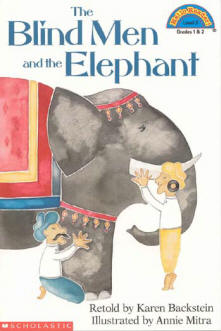 The
Blind Men
and the
Elephant
Hello Reader!
Level 3
Grades 1 & 2
Retold by Karen Backstein
Illustrated by Annie Mitra
SCHOLASTIC